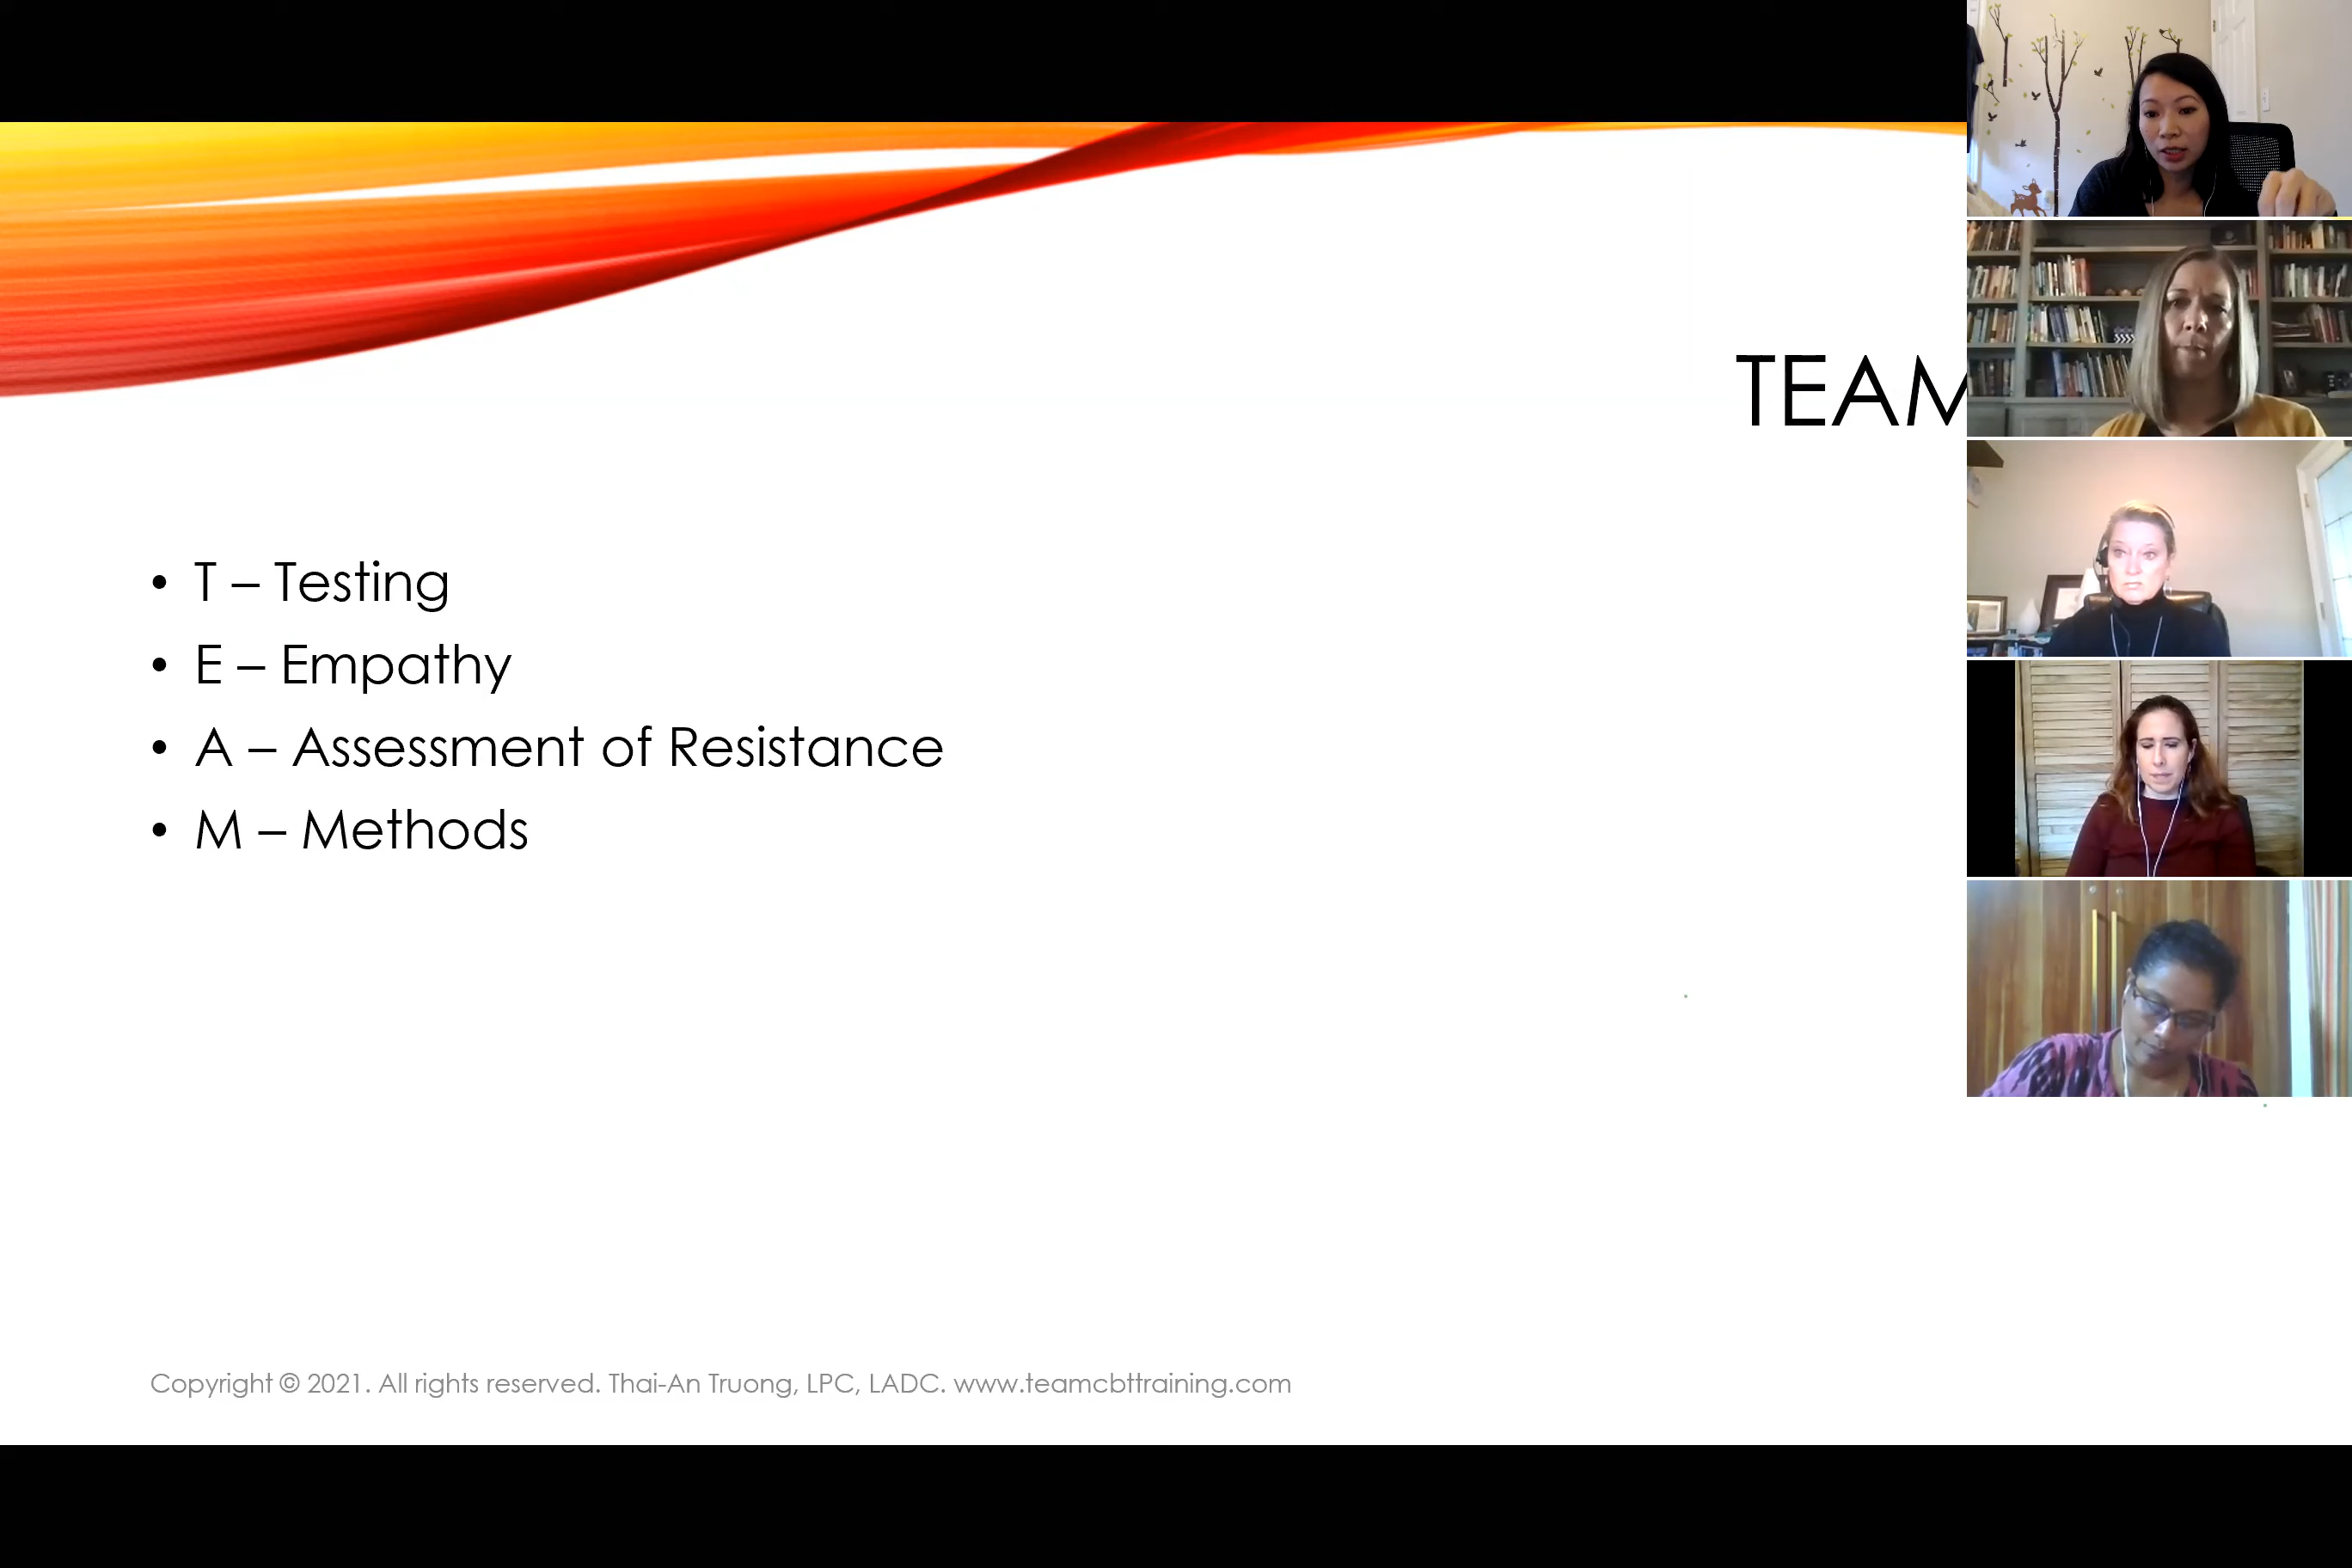 TEAM
• T – Testing
• E – Empathy
• A – Assessment of Resistance
• M – Methods
Copyright © 2021. All rights reserved. Thai-An Truong, LPC, LADC. www.teamcbttraining.com